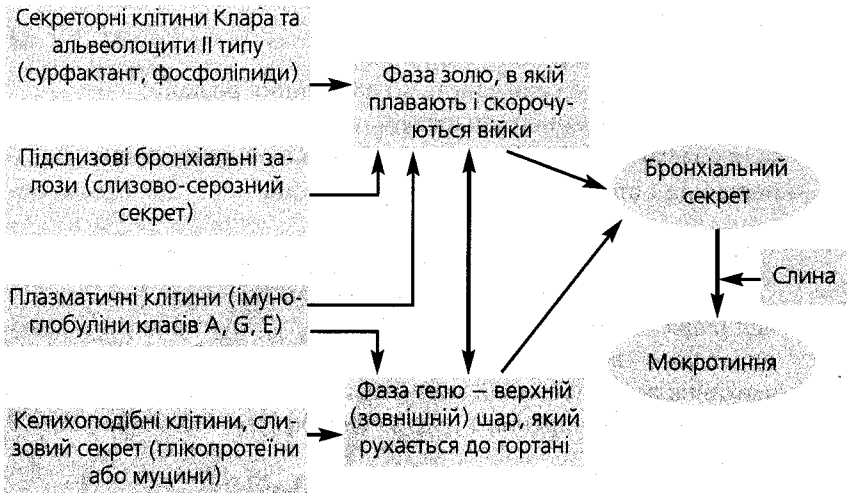 Секреторні клітини Клара та
альвеолоцити II типу
(сурфактант, фосфоліпиди)
Фаза золю, в якій
плавають і скорочу-
ються війки
Підслизові бронхіальні за-
лози (слизово-серозний
секрет)
Бронхіальний
секрет
Плазматичні клітини (імуно-
глобуліни класів A, G, E)
Слина
Мокротиння
Фаза гелю – верхній
(зовнішній) шар, який
рухається до гортані
Келихоподібні клітини, сли-
зовий секрет (глікопротеїни
або муцини)